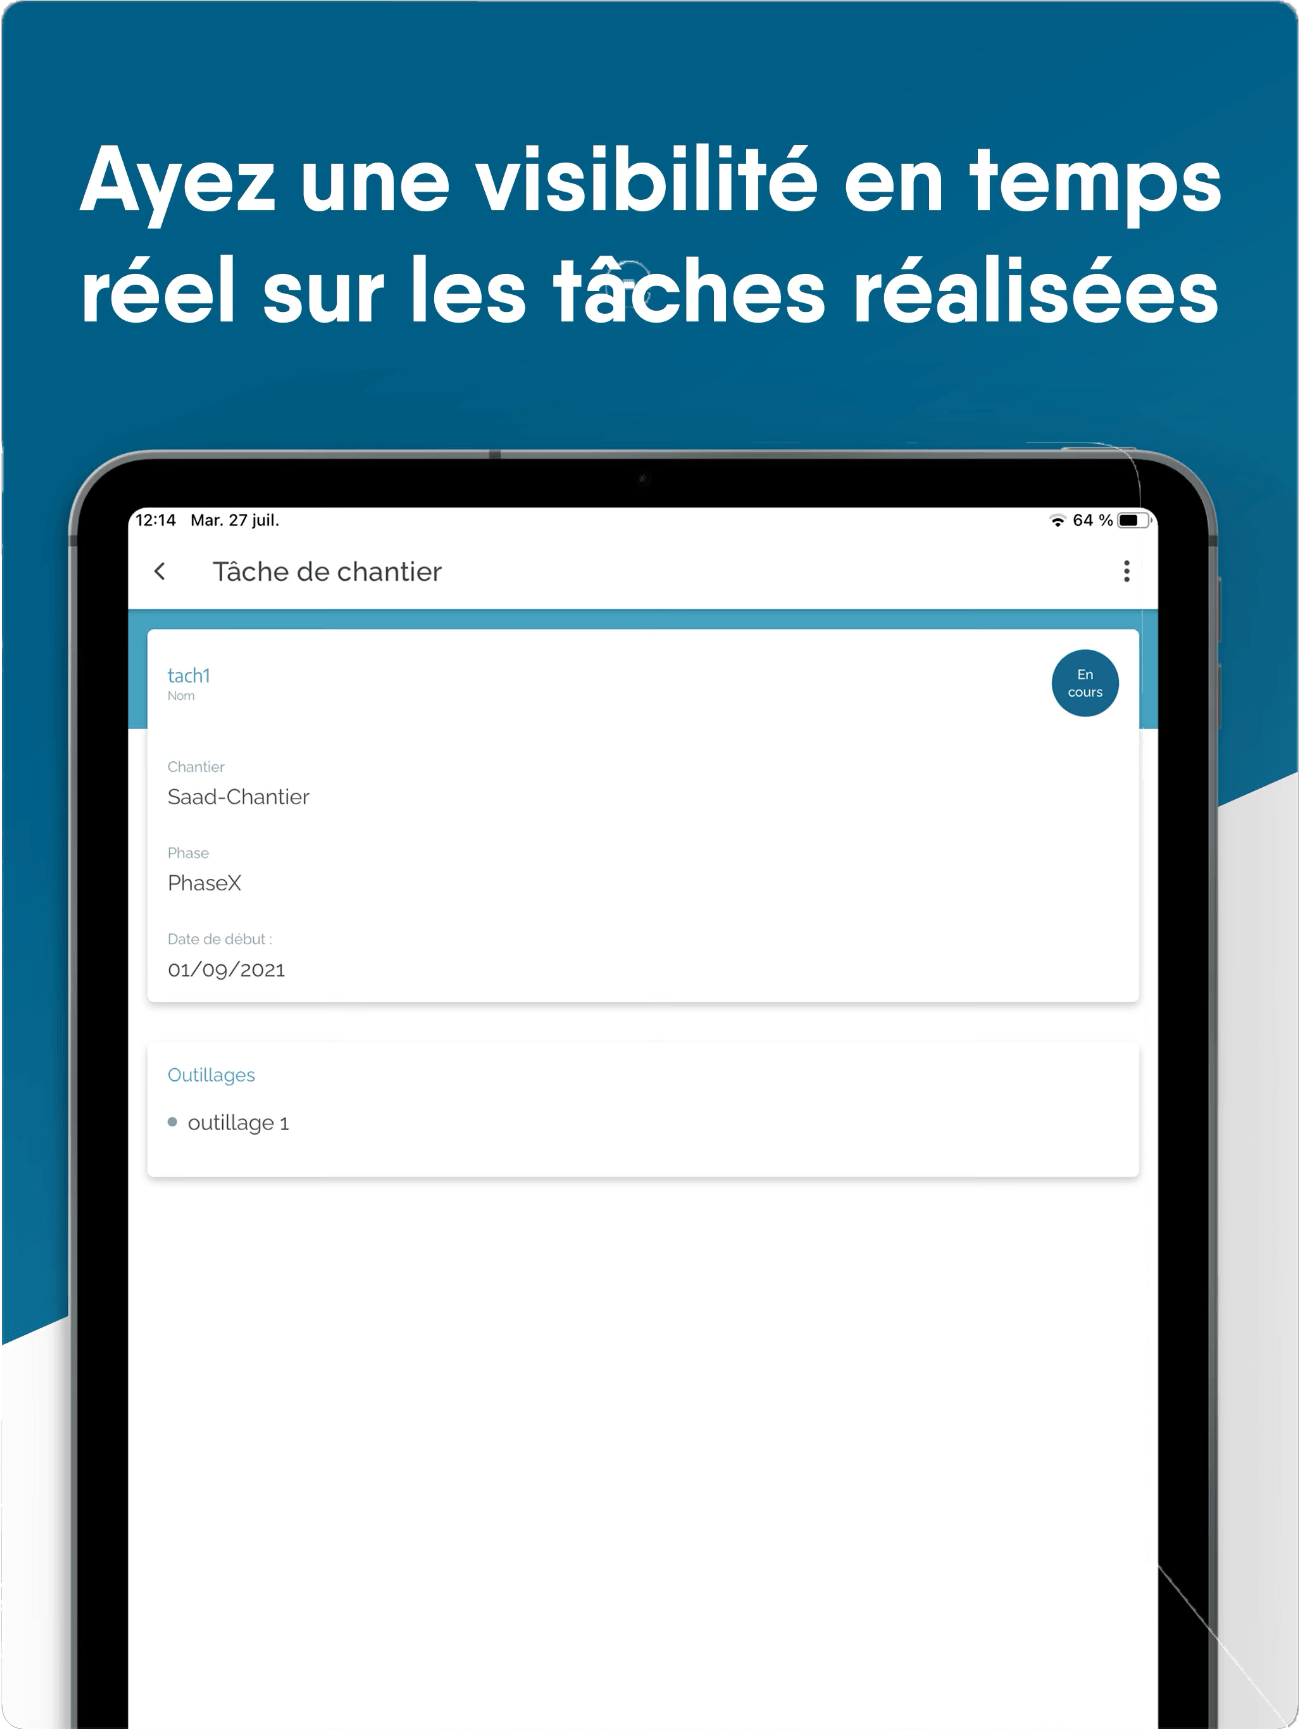 Ayez une visibilité en temps
réel sur les tâches réalisées
12:14 Mar. 27 juil. 64 %
Tâche de chantier
tach1
Nom
En
cours
Chantier
Saad-Chantier
Phase
PhaseX
Date de début :
01/09/2021
Outillages
outillage 1